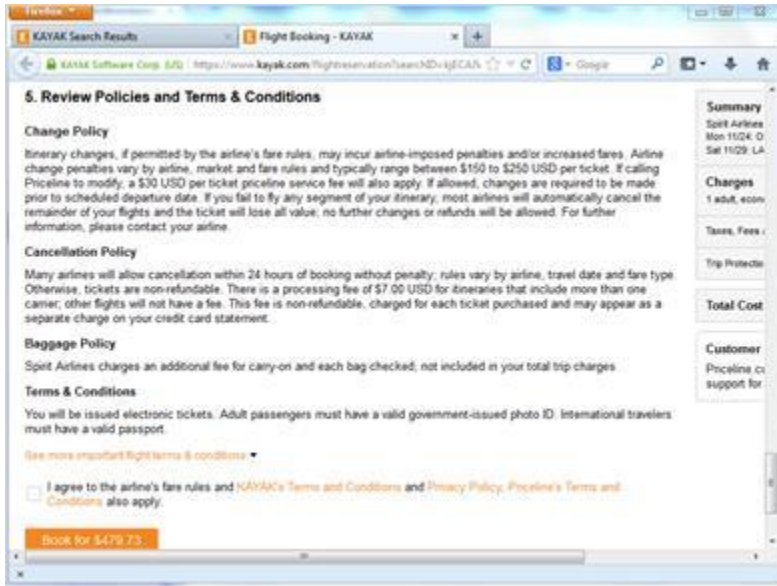 Firefox
KAYAK Search Results
Flight Booking - KAYAK
KAYAK Software Corp. (US) https://www.kayak.com/flightreservation?searchID= Google
5. Review Policies and Terms & Conditions
Change Policy
Itinerary changes, if permitted by the airline's fare rules, may incur airline-imposed penalties and/or increased fares. Airline
change penalties vary by airline, market and fare rules and typically range between $150 to $250 USD per ticket. If calling
Priceline to modify, a $30 USD per ticket priceline service fee will also apply. If allowed, changes are required to be made
prior to scheduled departure date. If you fail to fly any segment of your itinerary, most airlines will automatically cancel the
remainder of your flights and the ticket will lose all value; no further changes or refunds will be allowed. For further
information, please contact your airline.
Cancellation Policy
Many airlines will allow cancellation within 24 hours of booking without penalty; rules vary by airline, travel date and fare type.
Otherwise, tickets are non-refundable. There is a processing fee of $7.00 USD for itineraries that include more than one
carrier; other flights will not have a fee. This fee is non-refundable, charged for each ticket purchased and may appear as a
separate charge on your credit card statement.
Baggage Policy
Spirit Airlines charges an additional fee for carry-on and each bag checked; not included in your total trip charges.
Terms & Conditions
You will be issued electronic tickets. Adult passengers must have a valid government-issued photo ID. International travelers
must have a valid passport.
See more important flight terms & conditions
I agree to the airline's fare rules and KAYAK's Terms and Conditions and Privacy Policy. Priceline's Terms and
Conditions also apply.
Book for $479.73
Summary
Spirit Airlines
Mon 11/24: O
Sat 11/29: LA
Charges
1 adult, econ
Taxes, Fees
Trip Protectio
Total Cost
Customer
Priceline.co
support for